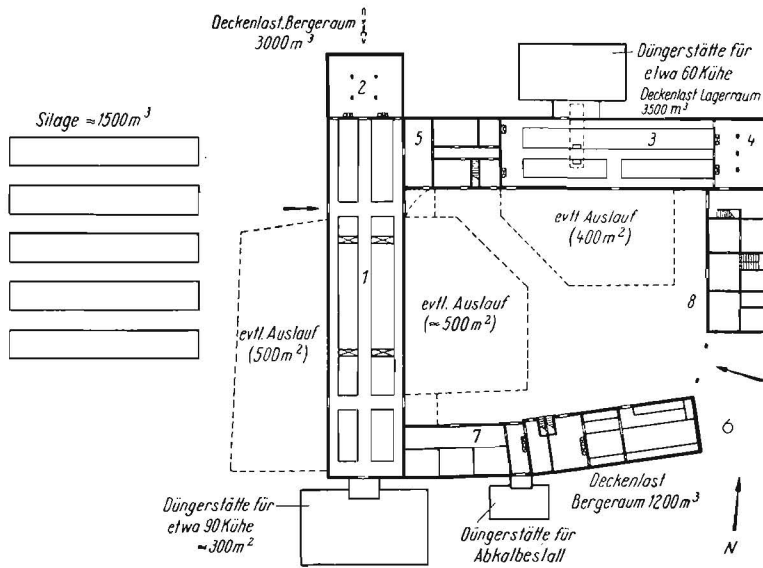 Deckenlast Bergeraum
3000 m³
Düngerstätte für
etwa 60 Kühe
Deckenlast Lagerraum
3500 m³
Silage ≈ 1500 m³
2
5
3
4
evtl. Auslauf
(400 m²)
1
evtl. Auslauf
(≈ 500 m²)
evtl. Auslauf
(500 m²)
8
7
6
Deckenlast
Bergeraum 1200 m³
Düngerstätte für
etwa 90 Kühe
≈ 300 m²
Düngerstätte für
Abkalbestall
N